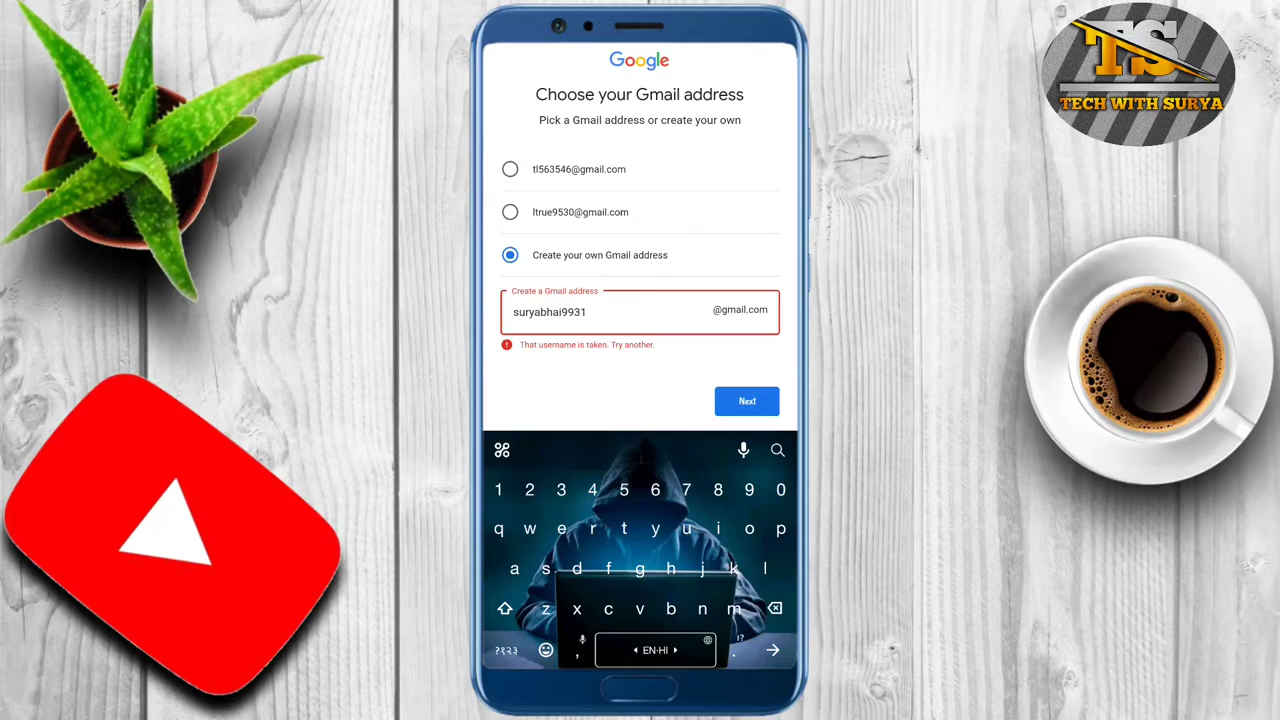 TS
TECH WITH SURYA
Google
Choose your Gmail address
Pick a Gmail address or create your own
tl563546@gmail.com
ltrue9530@gmail.com
Create your own Gmail address
Create a Gmail address
suryabhai9931 @gmail.com
! That username is taken. Try another.
Next
1 2 3 4 5 6 7 8 9 0
q w e r t y u i o p
a s d f g h j k l
z x c v b n m
?१२३ , EN-HI . !?